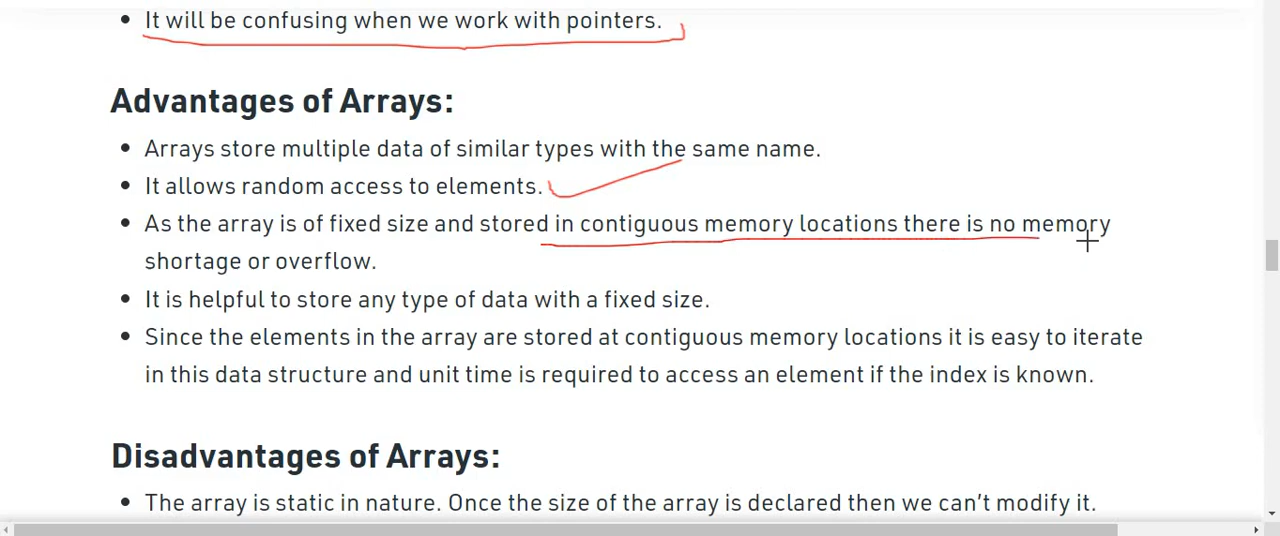 • It will be confusing when we work with pointers.
Advantages of Arrays:
• Arrays store multiple data of similar types with the same name.
• It allows random access to elements.
• As the array is of fixed size and stored in contiguous memory locations there is no memory
shortage or overflow.
• It is helpful to store any type of data with a fixed size.
• Since the elements in the array are stored at contiguous memory locations it is easy to iterate
in this data structure and unit time is required to access an element if the index is known.
Disadvantages of Arrays:
• The array is static in nature. Once the size of the array is declared then we can’t modify it.